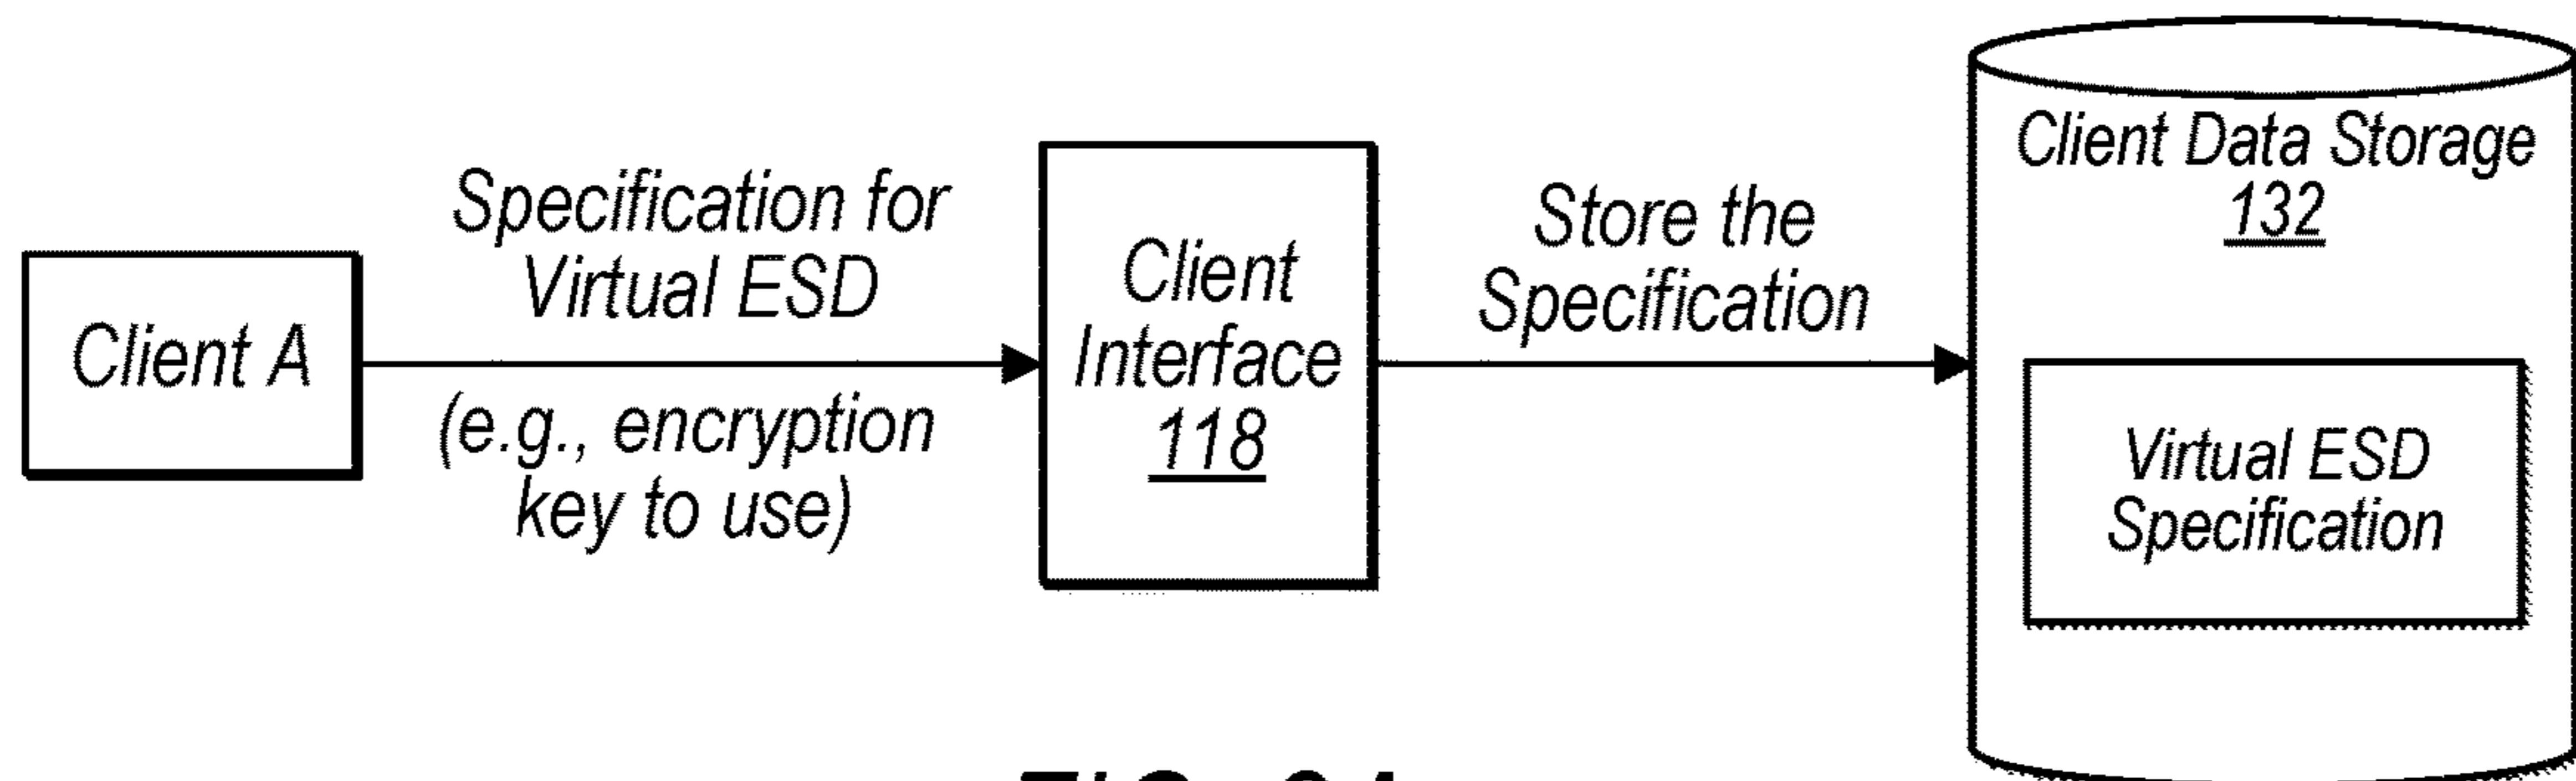 Client A
Specification for
Virtual ESD
(e.g., encryption
key to use)
Client
Interface
118
Store the
Specification
Client Data Storage
132
Virtual ESD
Specification